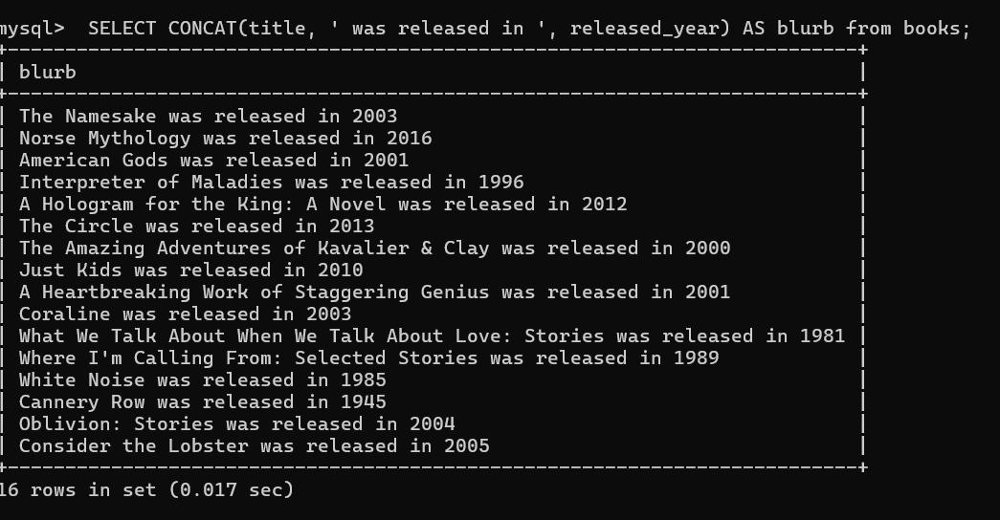 mysql>  SELECT CONCAT(title, ' was released in ', released_year) AS blurb from books;
+--------------------------------------------------------------------------+
| blurb                                                                    |
+--------------------------------------------------------------------------+
| The Namesake was released in 2003                                        |
| Norse Mythology was released in 2016                                     |
| American Gods was released in 2001                                       |
| Interpreter of Maladies was released in 1996                             |
| A Hologram for the King: A Novel was released in 2012                    |
| The Circle was released in 2013                                          |
| The Amazing Adventures of Kavalier & Clay was released in 2000           |
| Just Kids was released in 2010                                           |
| A Heartbreaking Work of Staggering Genius was released in 2001           |
| Coraline was released in 2003                                            |
| What We Talk About When We Talk About Love: Stories was released in 1981 |
| Where I'm Calling From: Selected Stories was released in 1989            |
| White Noise was released in 1985                                         |
| Cannery Row was released in 1945                                         |
| Oblivion: Stories was released in 2004                                   |
| Consider the Lobster was released in 2005                                |
+--------------------------------------------------------------------------+
16 rows in set (0.017 sec)